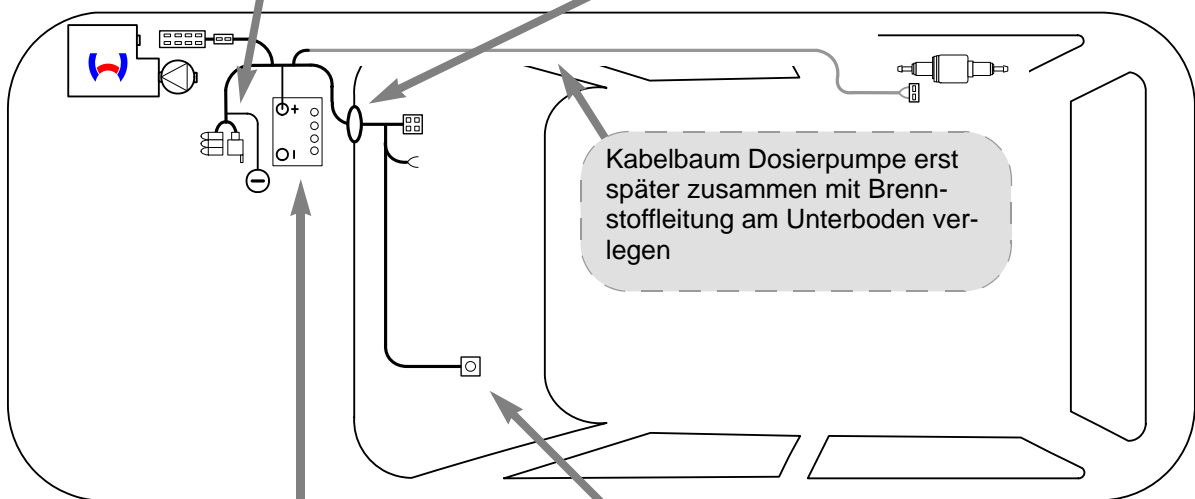 +
Kabelbaum Dosierpumpe erst
später zusammen mit Brenn-
stoffleitung am Unterboden ver-
legen